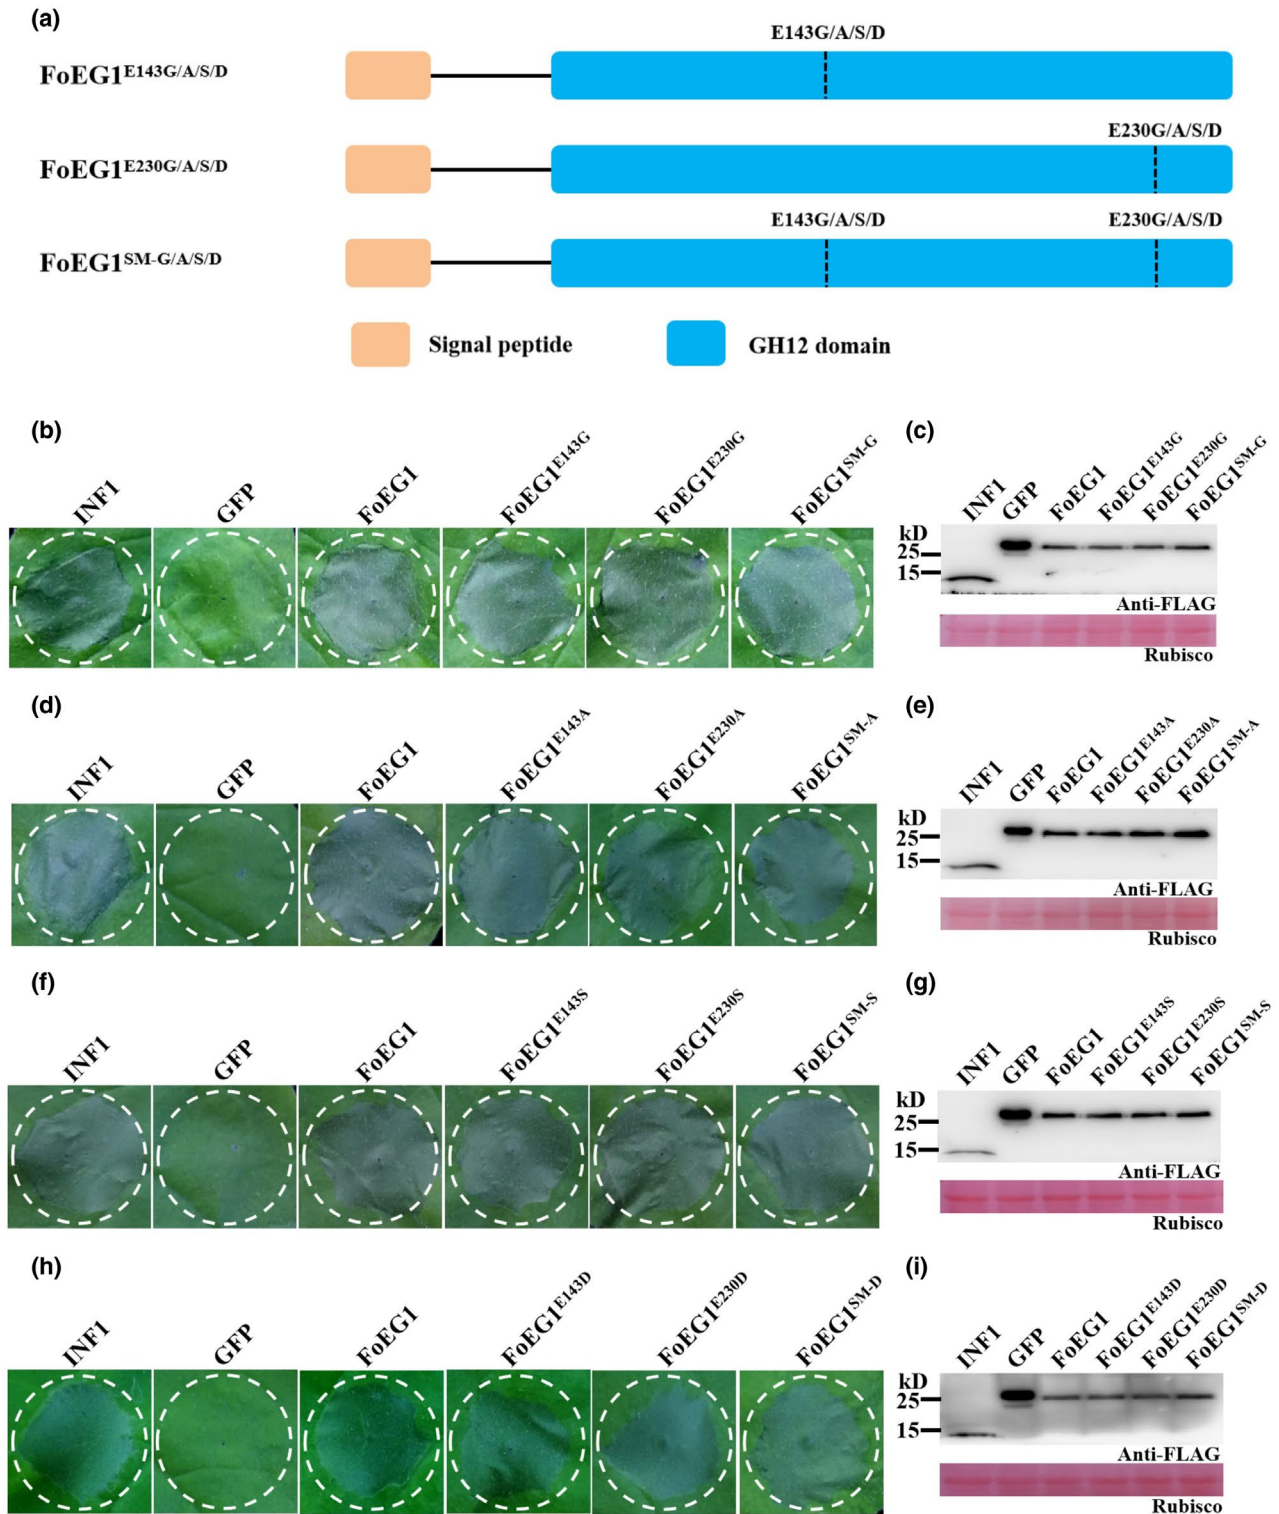 (a)
E143G/A/S/D
FoEG1E143G/A/S/D
E230G/A/S/D
FoEG1E230G/A/S/D
E143G/A/S/D E230G/A/S/D
FoEG1SM-G/A/S/D
Signal peptide GH12 domain
(b)
INF1 GFP FoEG1 FoEG1E143G FoEG1E230G FoEG1SM-G
(c)
INF1 GFP FoEG1 FoEG1E143G FoEG1E230G FoEG1SM-G
kD
25
15
Anti-FLAG
Rubisco
(d)
INF1 GFP FoEG1 FoEG1E143A FoEG1E230A FoEG1SM-A
(e)
INF1 GFP FoEG1 FoEG1E143A FoEG1E230A FoEG1SM-A
kD
25
15
Anti-FLAG
Rubisco
(f)
INF1 GFP FoEG1 FoEG1E143S FoEG1E230S FoEG1SM-S
(g)
INF1 GFP FoEG1 FoEG1E143S FoEG1E230S FoEG1SM-S
kD
25
15
Anti-FLAG
Rubisco
(h)
INF1 GFP FoEG1 FoEG1E143D FoEG1E230D FoEG1SM-D
(i)
INF1 GFP FoEG1 FoEG1E143D FoEG1E230D FoEG1SM-D
kD
25
15
Anti-FLAG
Rubisco